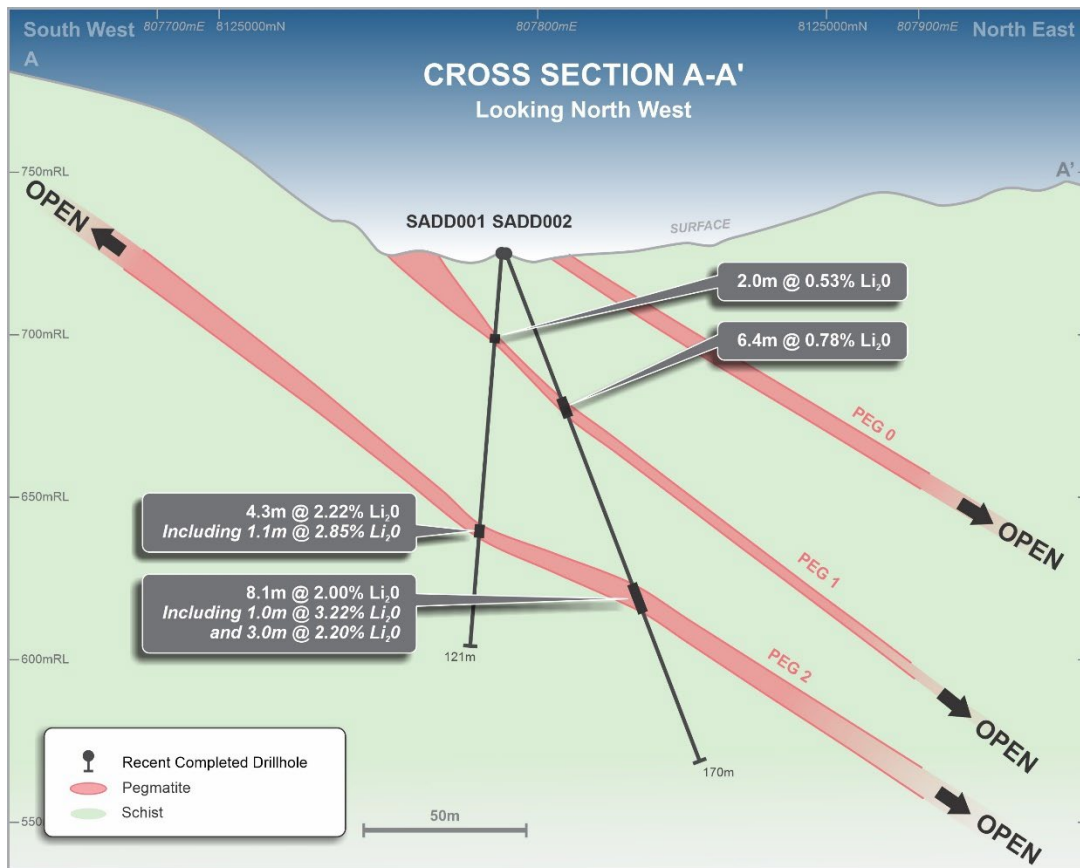 South West
807700mE
8125000mN
807800mE
8125000mN
807900mE
North East
A
CROSS SECTION A-A'
Looking North West
750mRL
A'
OPEN
SADD001 SADD002
SURFACE
2.0m @ 0.53% Li₂0
700mRL
6.4m @ 0.78% Li₂0
PEG 0
650mRL
4.3m @ 2.22% Li₂0
Including 1.1m @ 2.85% Li₂0
OPEN
8.1m @ 2.00% Li₂0
Including 1.0m @ 3.22% Li₂0
and 3.0m @ 2.20% Li₂0
PEG 1
600mRL
121m
PEG 2
OPEN
170m
Recent Completed Drillhole
Pegmatite
Schist
50m
550
OPEN